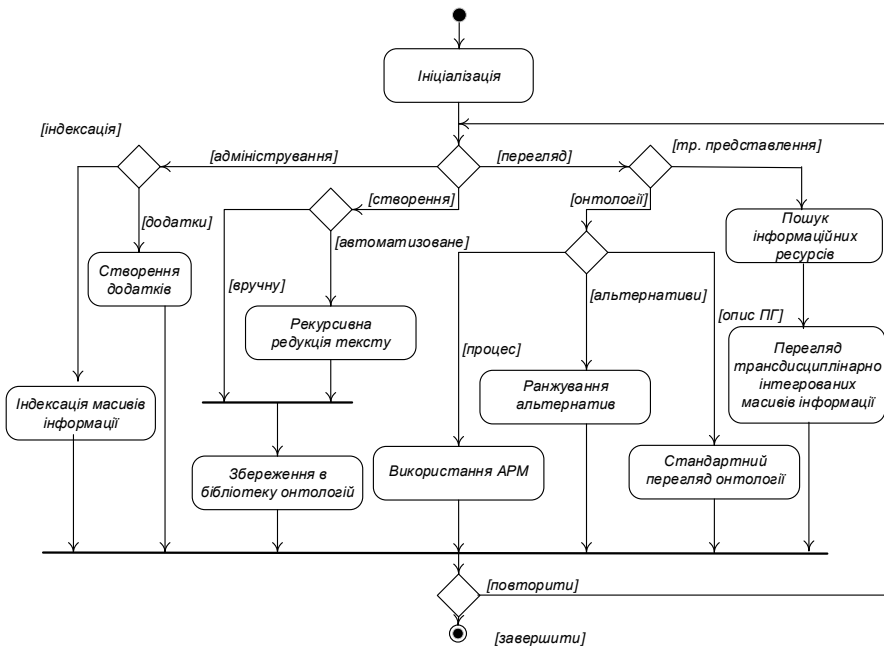 Ініціалізація
[індексація]
[адміністрування]
[перегляд]
[тр. представлення]
[створення]
[онтології]
[додатки]
[автоматизоване]
Пошук
інформаційних
ресурсів
Створення
додатків
[вручну]
[альтернативи]
Рекурсивна
редукція тексту
[опис ПГ]
[процес]
Перегляд
трансдисциплінарно
інтегрованих
масивів інформації
Індексація масивів
інформації
Ранжування
альтернатив
Збереження в
бібліотеку онтологій
Використання АРМ
Стандартний
перегляд онтології
[повторити]
[завершити]